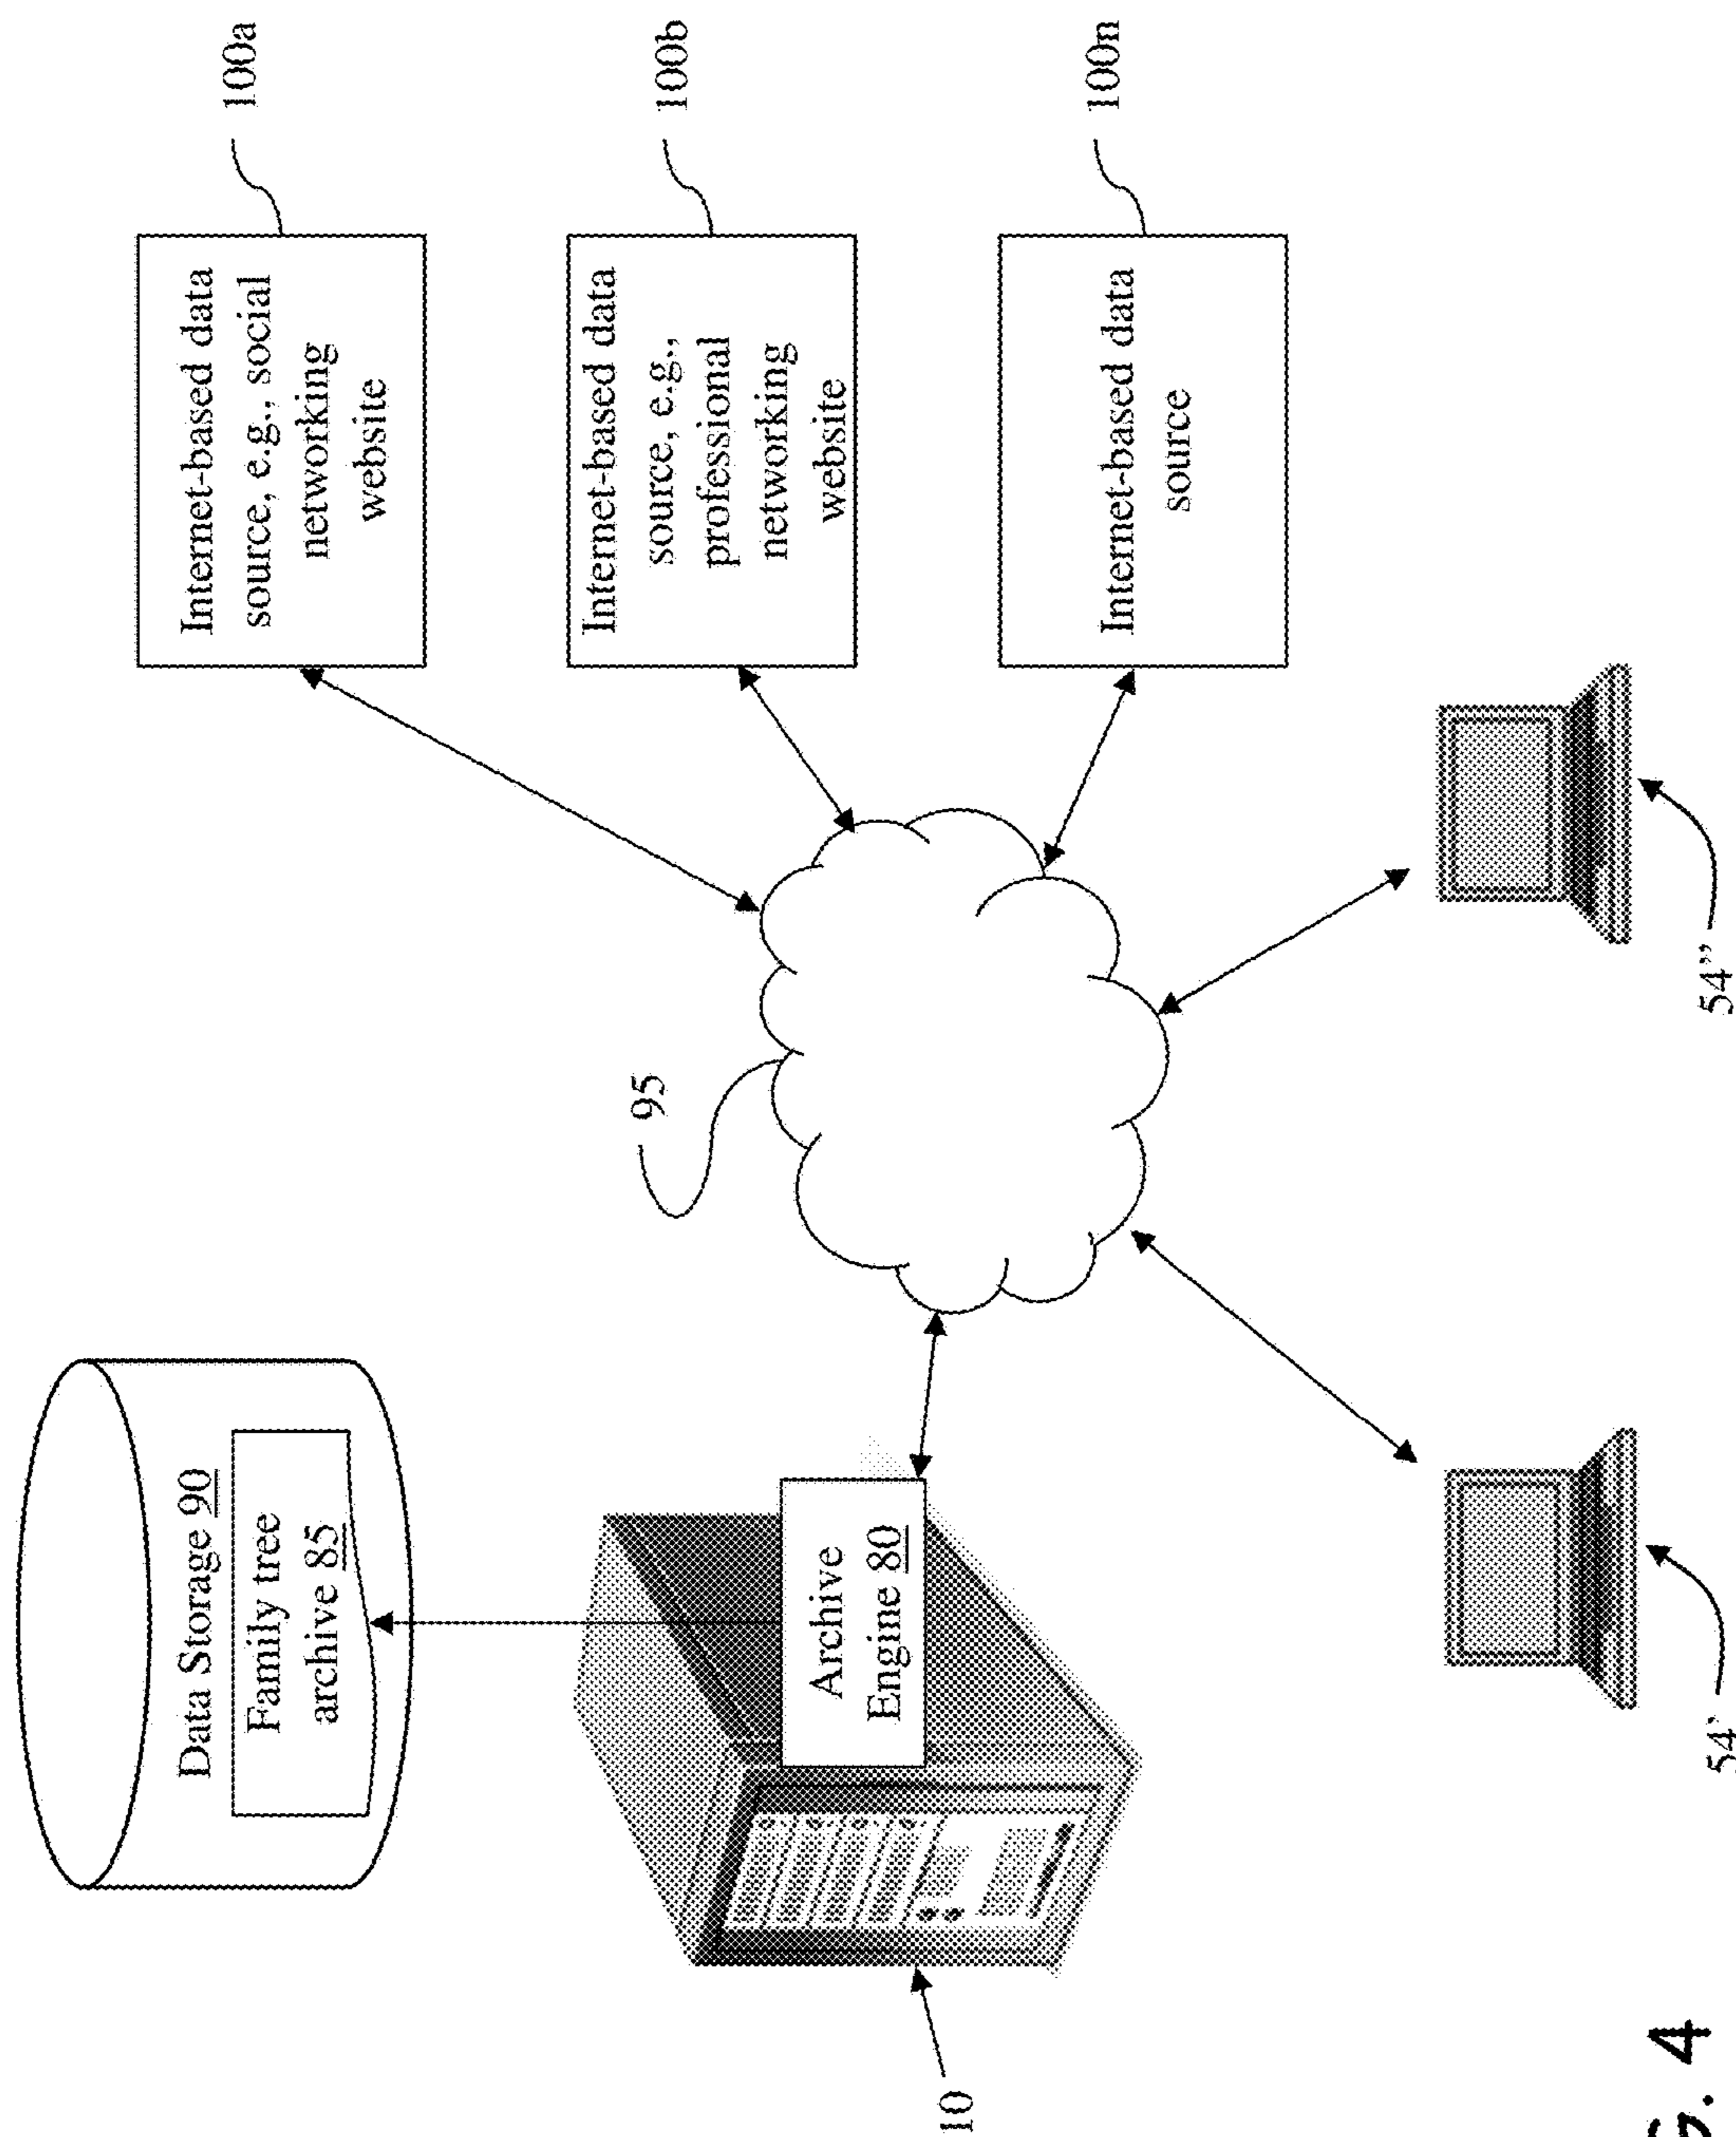 Data Storage 90
Family tree
archive 85
Internet-based data
source, e.g., social
networking
website
100a
95
Internet-based data
source, e.g.,
professional
networking
website
100b
Archive
Engine 80
10
Internet-based data
source
100n
54'
54”
G. 4